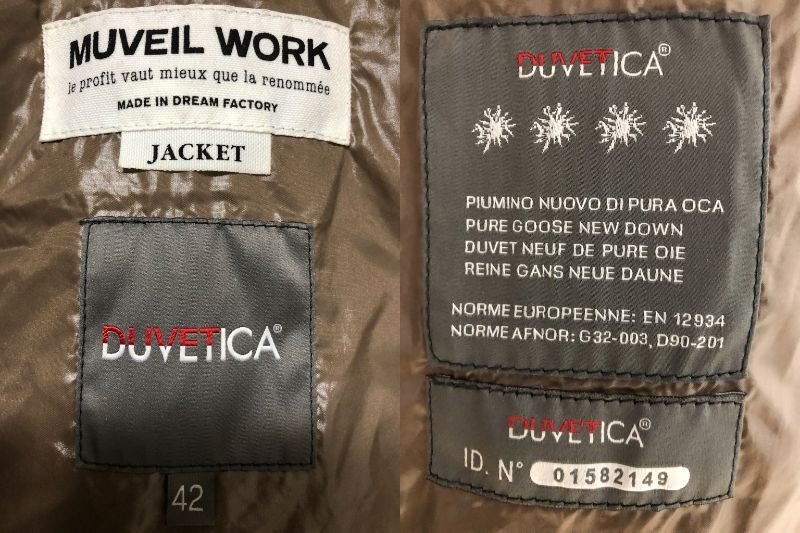 MUVEIL WORK
le profit vaut mieux que la renommée
MADE IN DREAM FACTORY
JACKET
DUVETICA®
42
DUVETICA®
PIUMINO NUOVO DI PURA OCA
PURE GOOSE NEW DOWN
DUVET NEUF DE PURE OIE
REINE GANS NEUE DAUNE
NORME EUROPEENNE: EN 12934
NORME AFNOR: G32-003, D90-201
DUVETICA®
ID. N° 01582149